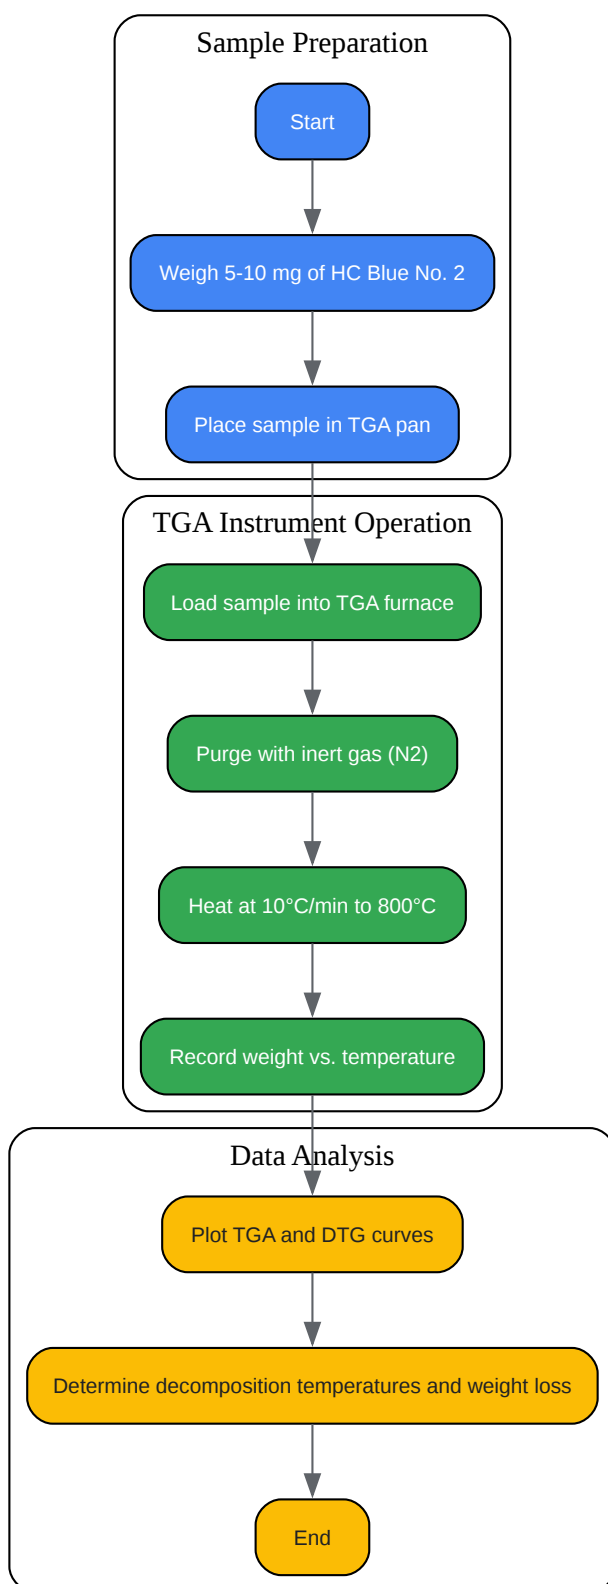 Sample Preparation
Start
Weigh 5-10 mg of HC Blue No. 2
Place sample in TGA pan
TGA Instrument Operation
Load sample into TGA furnace
Purge with inert gas (N2)
Heat at 10°C/min to 800°C
Record weight vs. temperature
Data Analysis
Plot TGA and DTG curves
Determine decomposition temperatures and weight loss
End